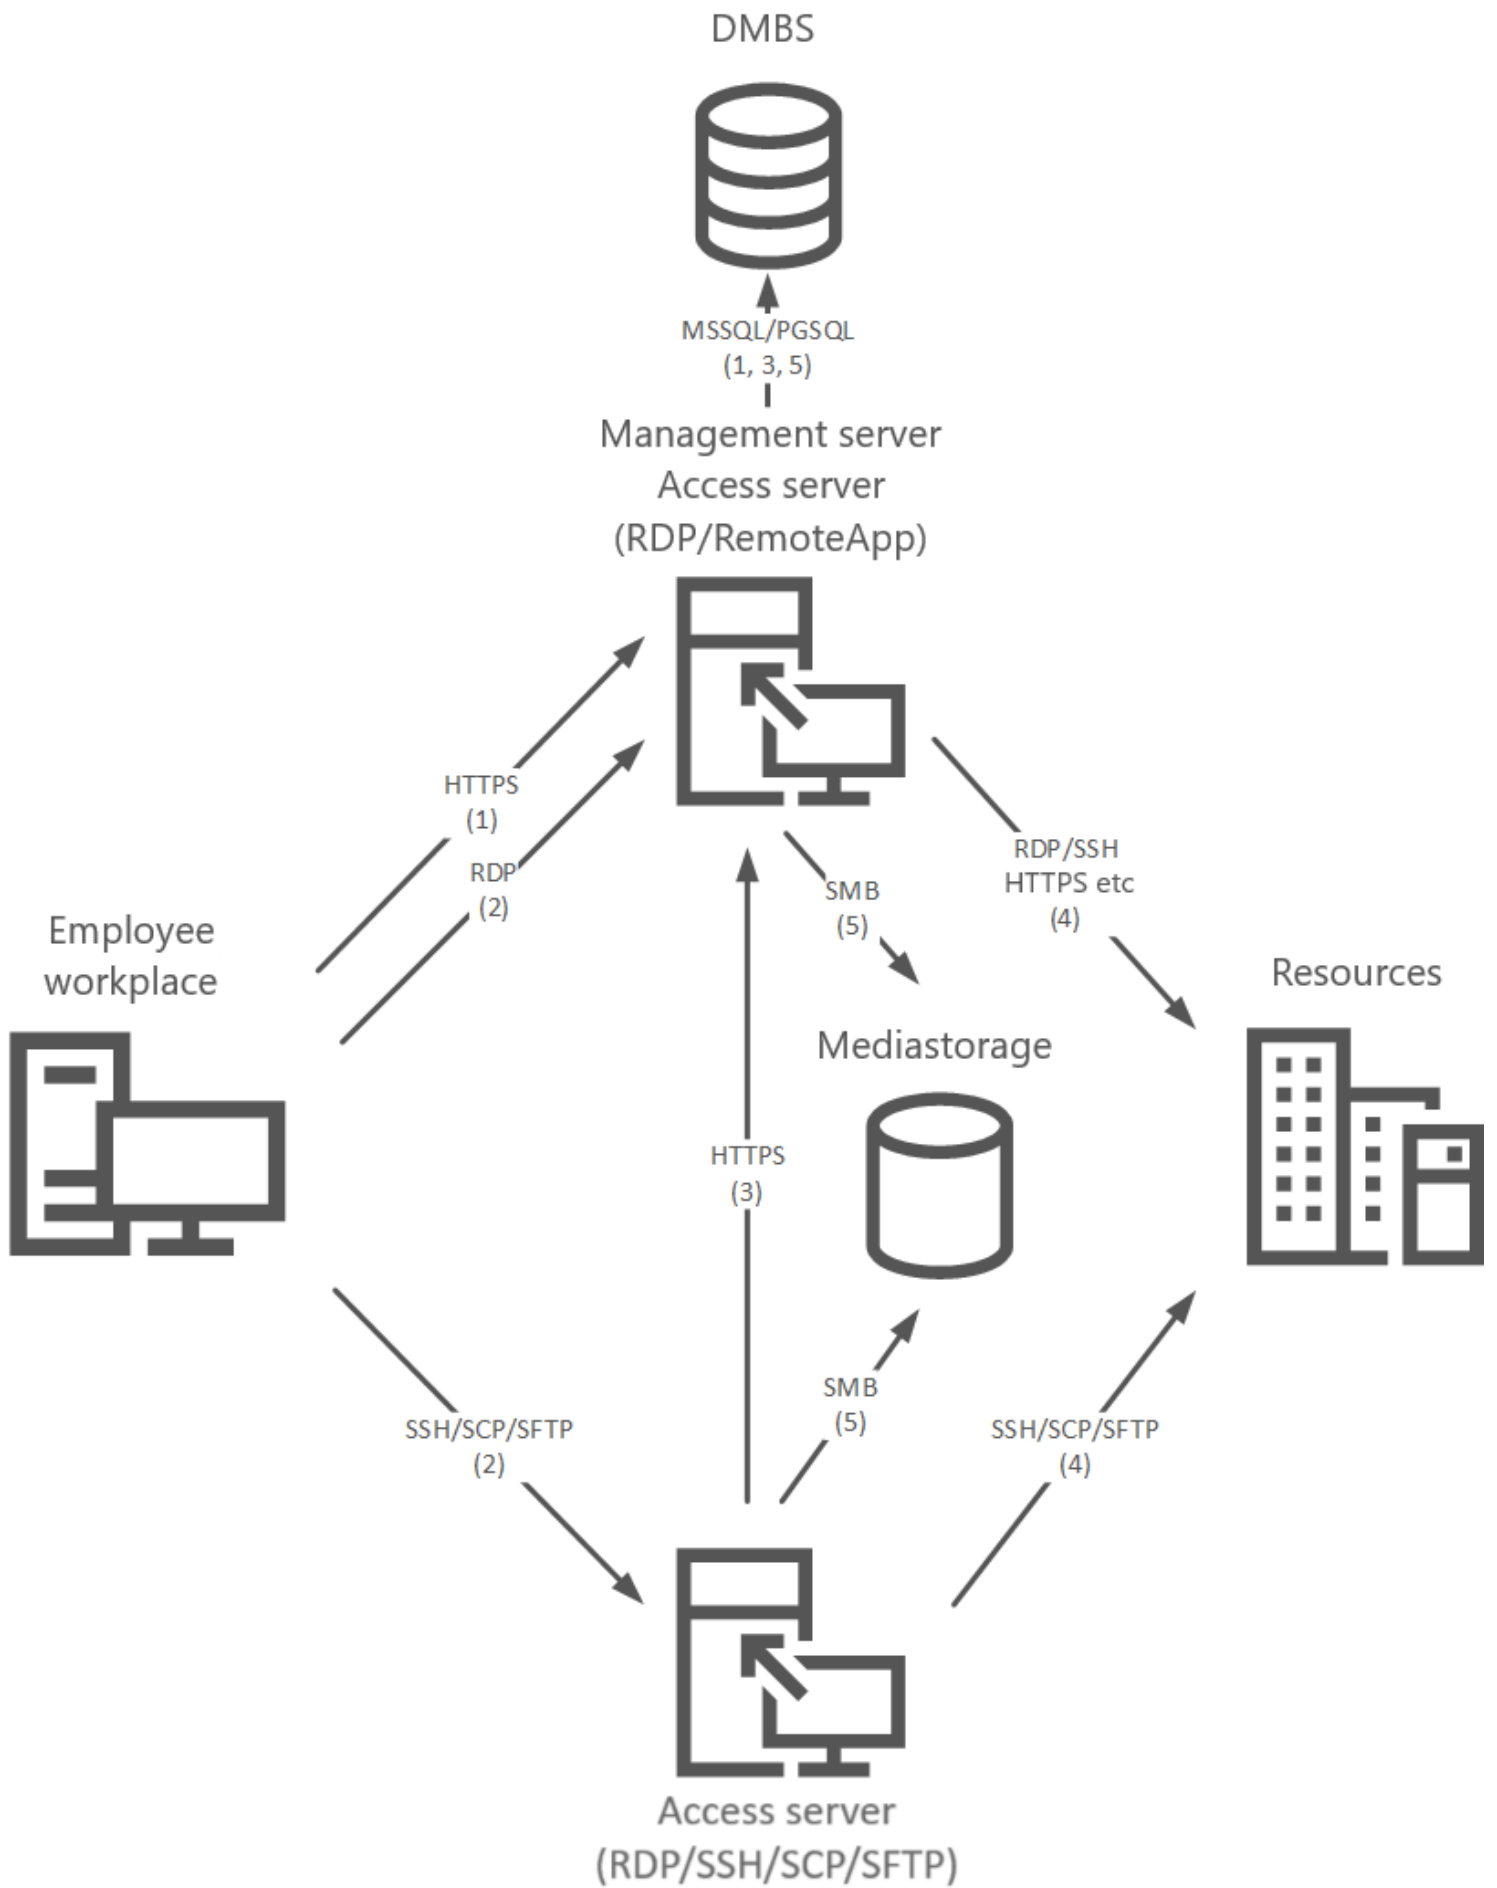 DMBS
MSSQL/PGSQL
(1, 3, 5)
Management server
Access server
(RDP/RemoteApp)
HTTPS
(1)
RDP
(2)
RDP/SSH
HTTPS etc
(4)
SMB
(5)
Employee
workplace
Resources
Mediastorage
HTTPS
(3)
SMB
(5)
SSH/SCP/SFTP
(2)
SSH/SCP/SFTP
(4)
Access server
(RDP/SSH/SCP/SFTP)